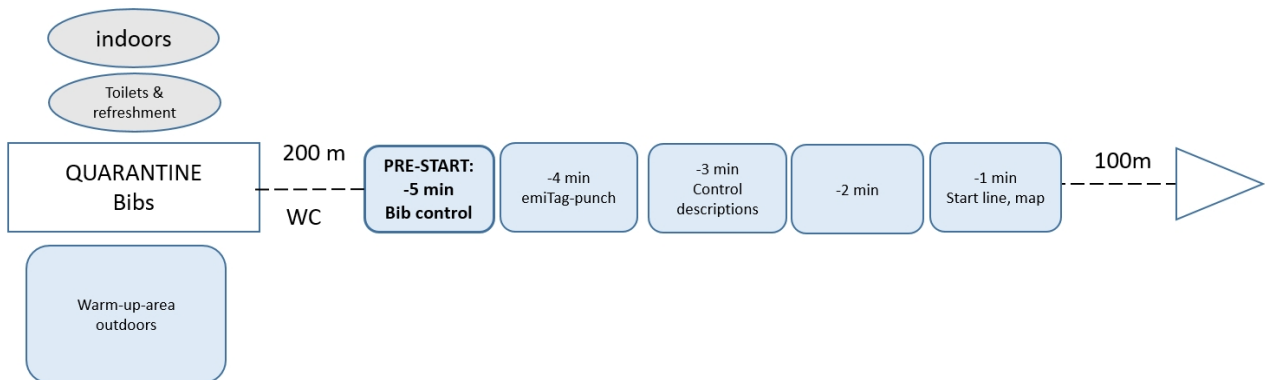 indoors
Toilets &
refreshment
QUARANTINE
Bibs
200 m
WC
PRE-START:
-5 min
Bib control
-4 min
emiTag-punch
-3 min
Control
descriptions
-2 min
-1 min
Start line, map
100m
Warm-up-area
outdoors